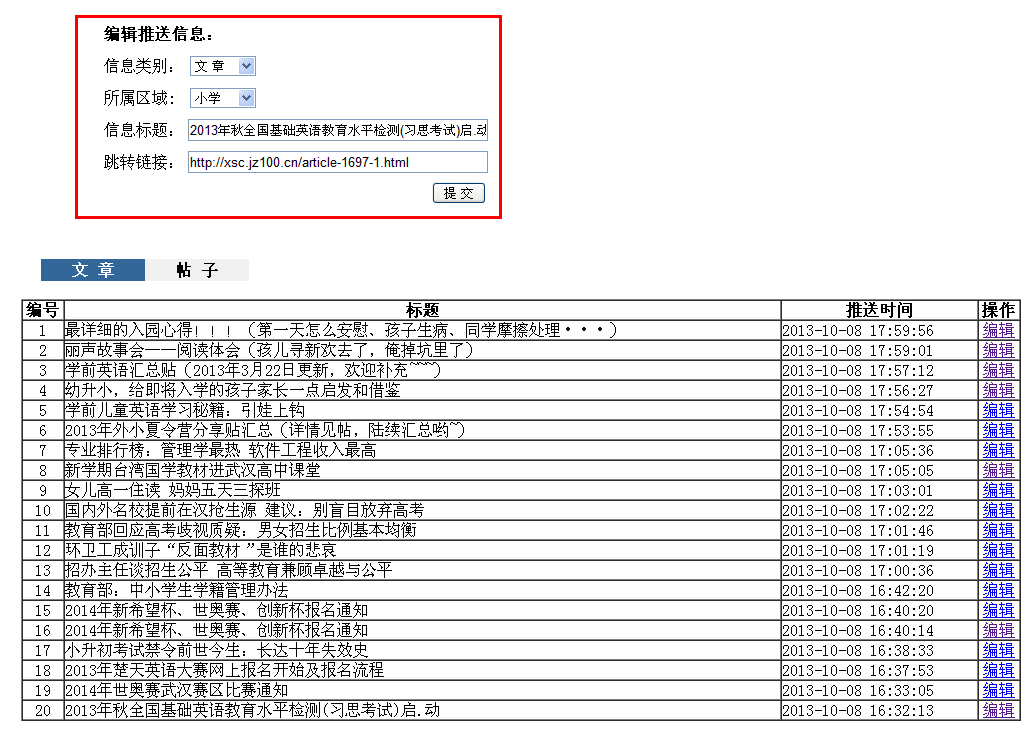 编辑推送信息：
信息类别： 文 章
所属区域： 小学
信息标题： 2013年秋全国基础英语教育水平检测(习思考试)启.动
跳转链接： http://xsc.jz100.cn/article-1697-1.html
提 交
文 章 帖 子
编号 标题 推送时间 操作
1 最详细的入园心得！！！（第一天怎么安慰、孩子生病、同学摩擦处理···） 2013-10-08 17:59:56 编辑
2 丽声故事会——阅读体会（孩儿寻新欢去了，俺掉坑里了） 2013-10-08 17:59:01 编辑
3 学前英语汇总贴（2013年3月22日更新，欢迎补充~~~） 2013-10-08 17:57:12 编辑
4 幼升小，给即将入学的孩子家长一点启发和借鉴 2013-10-08 17:56:27 编辑
5 学前儿童英语学习秘籍：引娃上钩 2013-10-08 17:54:54 编辑
6 2013年外小夏令营分享贴汇总（详情见帖，陆续汇总哟~） 2013-10-08 17:53:55 编辑
7 专业排行榜：管理学最热 软件工程收入最高 2013-10-08 17:05:36 编辑
8 新学期台湾国学教材进武汉高中课堂 2013-10-08 17:05:05 编辑
9 女儿高一住读 妈妈五天三探班 2013-10-08 17:03:01 编辑
10 国内外名校提前在汉抢生源 建议：别盲目放弃高考 2013-10-08 17:02:22 编辑
11 教育部回应高考歧视质疑：男女招生比例基本均衡 2013-10-08 17:01:46 编辑
12 环卫工成训子“反面教材 ”是谁的悲哀 2013-10-08 17:01:19 编辑
13 招办主任谈招生公平 高等教育兼顾卓越与公平 2013-10-08 17:00:36 编辑
14 教育部：中小学生学籍管理办法 2013-10-08 16:42:20 编辑
15 2014年新希望杯、世奥赛、创新杯报名通知 2013-10-08 16:40:20 编辑
16 2014年新希望杯、世奥赛、创新杯报名通知 2013-10-08 16:40:14 编辑
17 小升初考试禁令前世今生：长达十年失效史 2013-10-08 16:38:33 编辑
18 2013年楚天英语大赛网上报名开始及报名流程 2013-10-08 16:37:53 编辑
19 2014年世奥赛武汉赛区比赛通知 2013-10-08 16:33:05 编辑
20 2013年秋全国基础英语教育水平检测(习思考试)启.动 2013-10-08 16:32:13 编辑